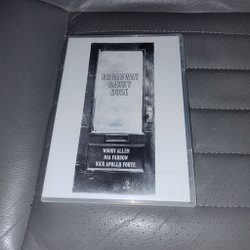 BROADWAY
DANNY
ROSE
WOODY ALLEN
MIA FARROW
NICK APOLLO FORTE